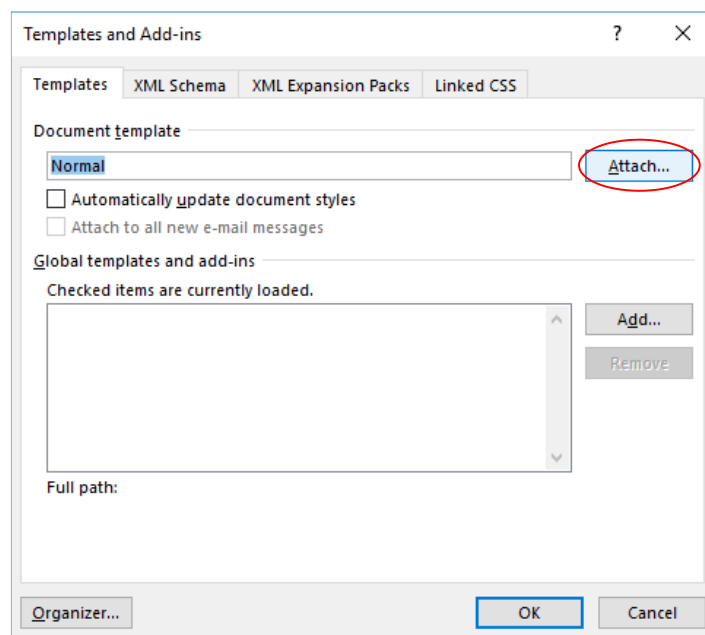 Templates and Add-ins ?
Templates XML Schema XML Expansion Packs Linked CSS
Document template
Normal Attach...
Automatically update document styles
Attach to all new e-mail messages
Global templates and add-ins
Checked items are currently loaded.
Add...
Remove
Full path:
Organizer... OK Cancel